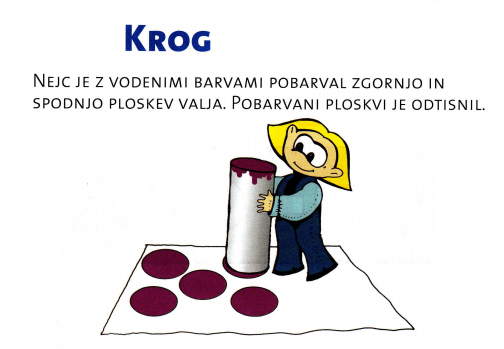 KROG
NEJC JE Z VODENIMI BARVAMI POBARVAL ZGORNJO IN
SPODNJO PLOSKEV VALJA. POBARVANI PLOSKVI JE ODTISNIL.